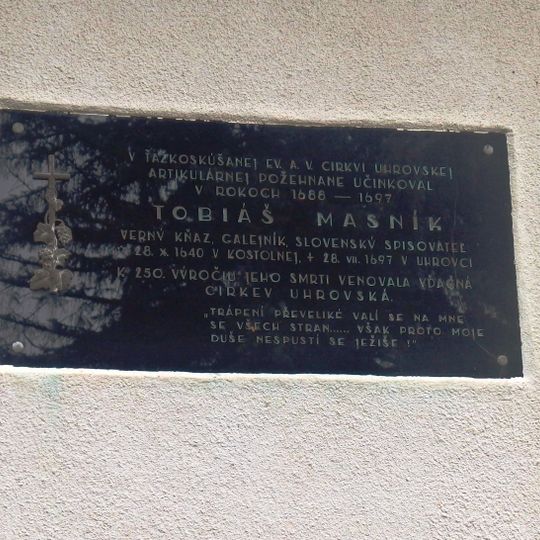 V ŤAŽKOSKÚŠANEJ EV. A. V. CIRKVI UHROVSKEJ
ARTIKULÁRNEJ POŽEHNANE ÚČINKOVAL
V ROKOCH 1688 — 1697
TOBIÁŠ MASNÍK
VERNÝ KŇAZ, GALEJNÍK, SLOVENSKÝ SPISOVATEĽ
* 28. X. 1640 V KOSTOLNEJ, + 28. VII. 1697 V UHROVCI
K 250. VÝROČIU JEHO SMRTI VENOVALA VĎAČNÁ
CIRKEV UHROVSKÁ.
„TRÁPENÍ PŘEVELIKÉ VALÍ SE NA MNE
SE VŠECH STRAN...... VŠAK PROTO MOJE
DUŠE NESPUSTÍ SE JEŽIŠE !"